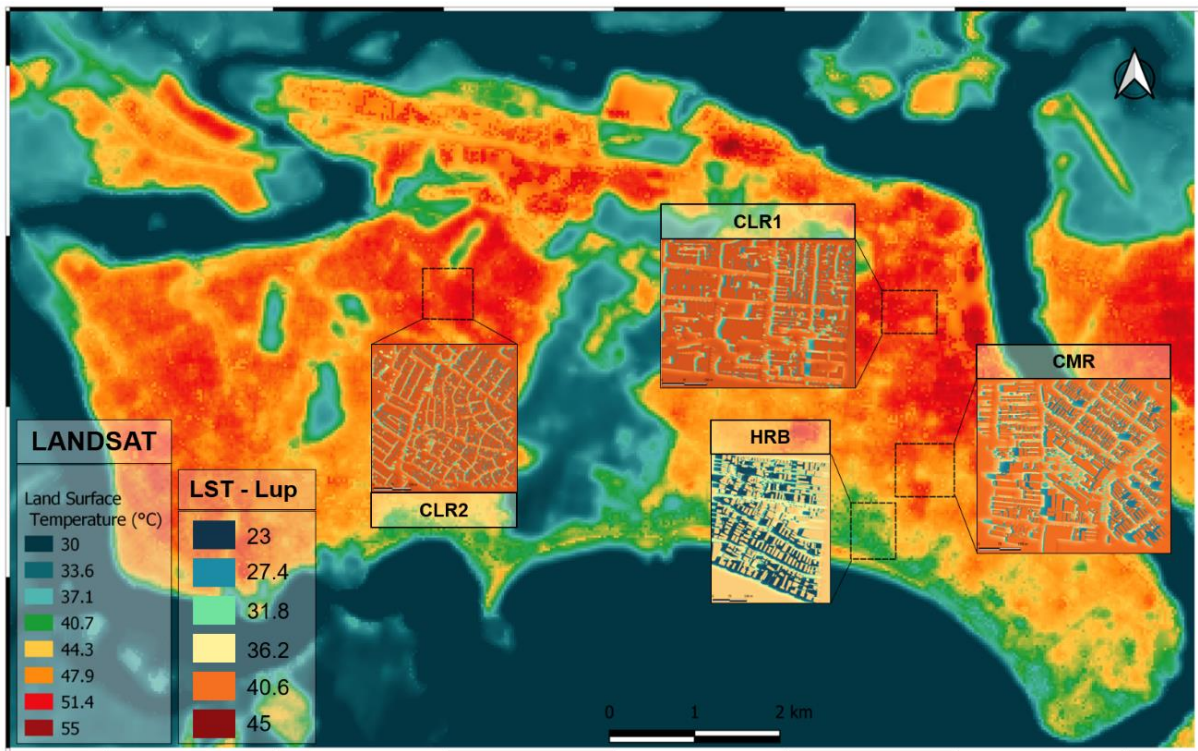 CLR1
CMR
HRB
CLR2
LANDSAT
Land Surface
Temperature (°C)
30
33.6
37.1
40.7
44.3
47.9
51.4
55
LST - Lup
23
27.4
31.8
36.2
40.6
45
0 1 2 km